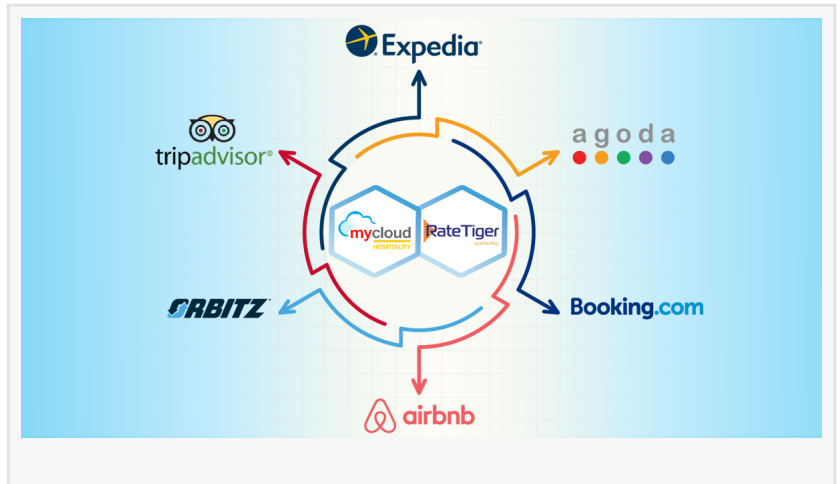 Expedia
tripadvisor®
agoda
mycloud
HOSPITALITY
RateTiger
ORBITZ
Booking.com
airbnb